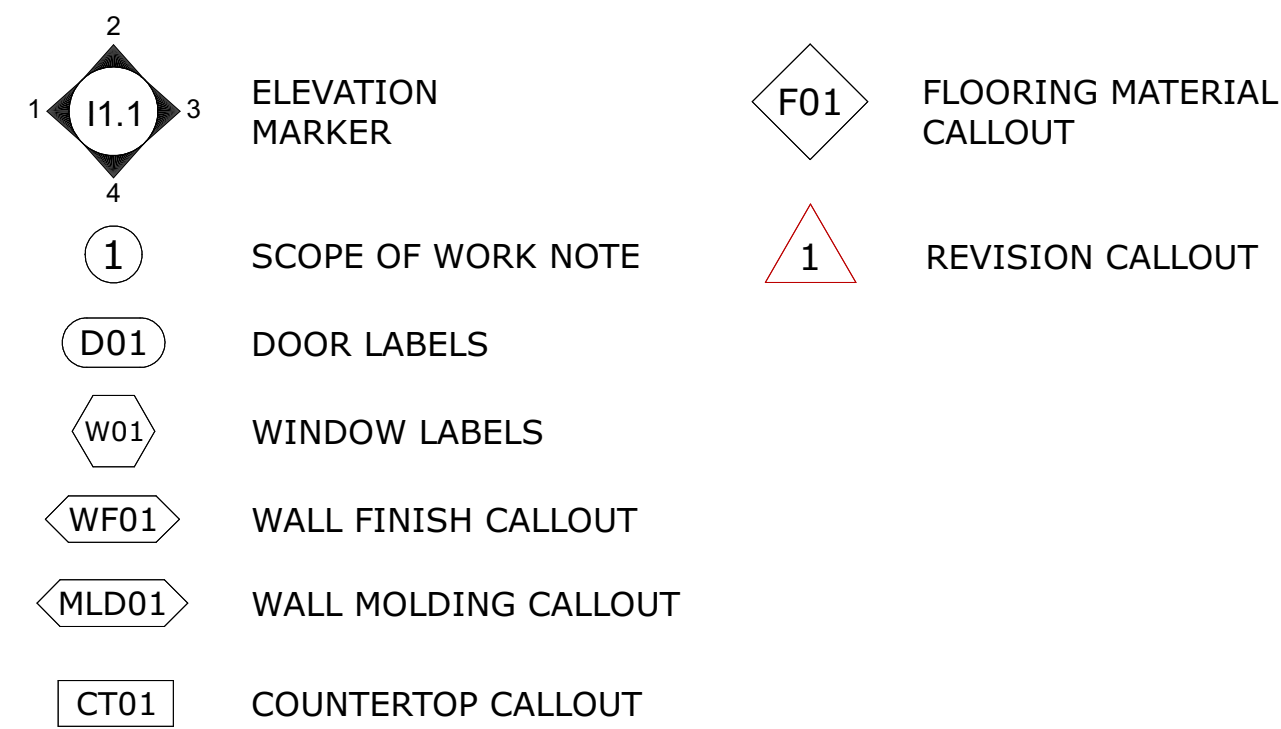 2
1 I1.1 3
4
ELEVATION
MARKER
1
SCOPE OF WORK NOTE
D01
DOOR LABELS
W01
WINDOW LABELS
WF01
WALL FINISH CALLOUT
MLD01
WALL MOLDING CALLOUT
CT01
COUNTERTOP CALLOUT
F01
FLOORING MATERIAL
CALLOUT
1
REVISION CALLOUT